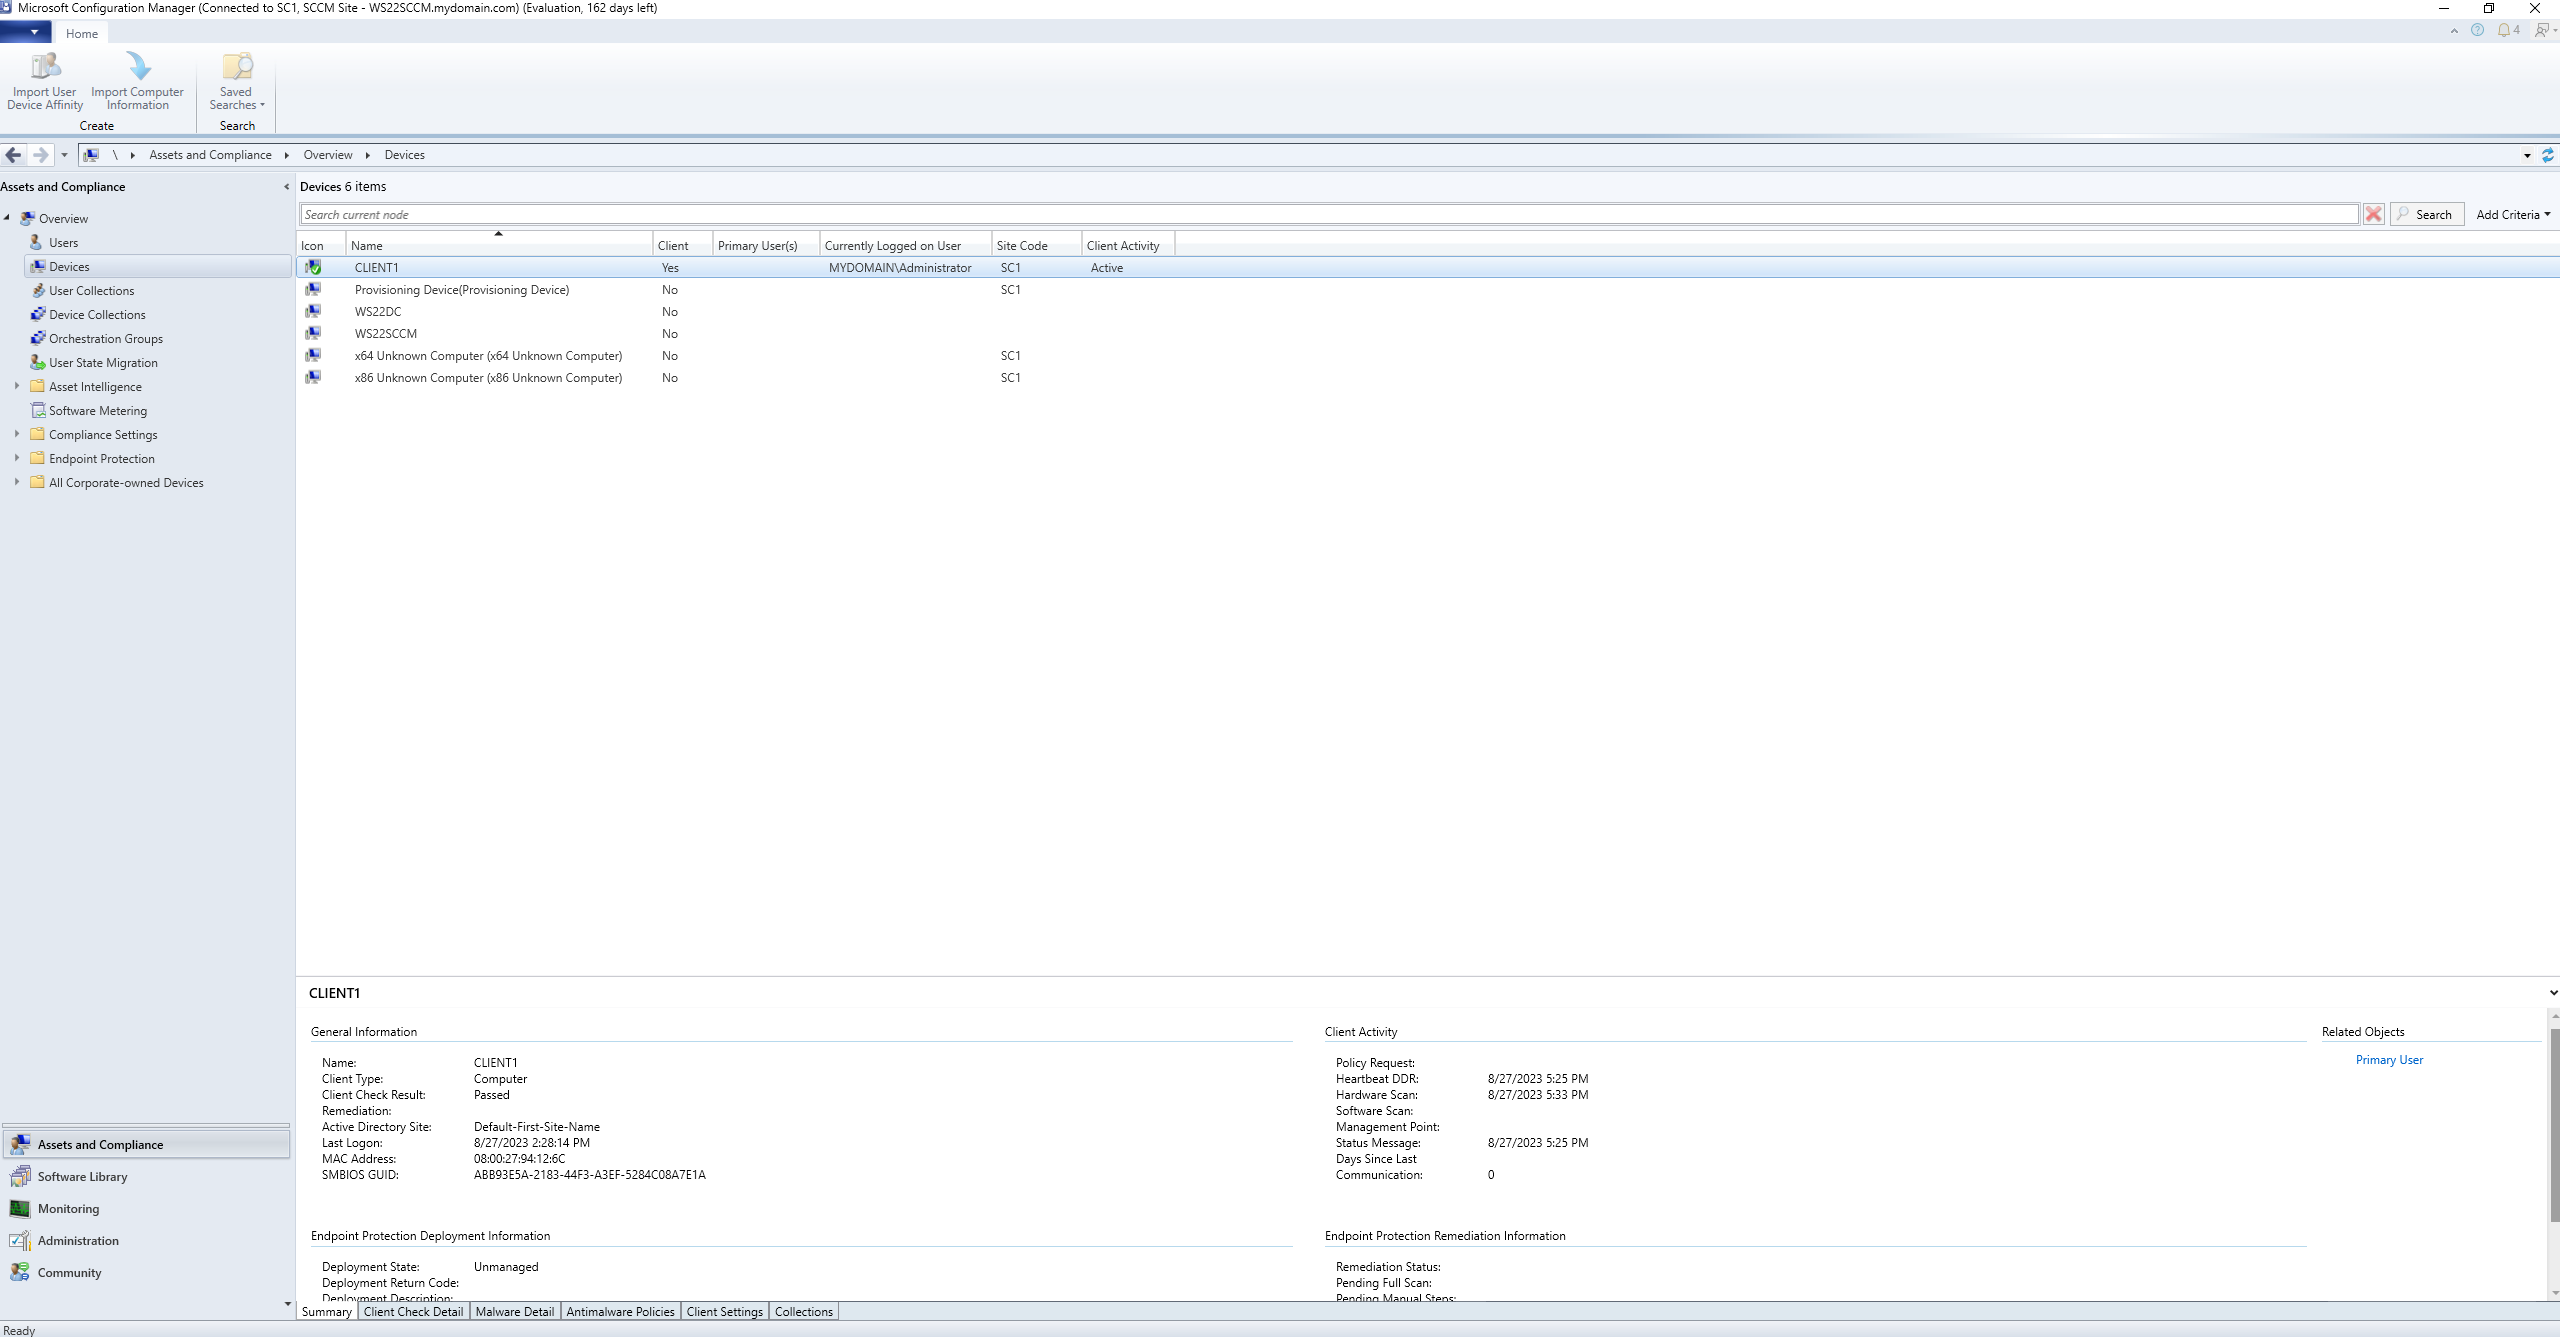 Microsoft Configuration Manager (Connected to SC1, SCCM Site - WS22SCCM.mydomain.com) (Evaluation, 162 days left)
Home
4
Import User Device Affinity
Import Computer Information
Saved Searches
Create
Search
\ Assets and Compliance Overview Devices
Assets and Compliance
Overview
Users
Devices
User Collections
Device Collections
Orchestration Groups
User State Migration
Asset Intelligence
Software Metering
Compliance Settings
Endpoint Protection
All Corporate-owned Devices
Assets and Compliance
Software Library
Monitoring
Administration
Community
Devices 6 items
Search current node
Search
Add Criteria
Icon Name Client Primary User(s) Currently Logged on User Site Code Client Activity
CLIENT1 Yes MYDOMAIN\Administrator SC1 Active
Provisioning Device(Provisioning Device) No SC1
WS22DC No
WS22SCCM No
x64 Unknown Computer (x64 Unknown Computer) No SC1
x86 Unknown Computer (x86 Unknown Computer) No SC1
CLIENT1
General Information
Name: CLIENT1
Client Type: Computer
Client Check Result: Passed
Remediation:
Active Directory Site: Default-First-Site-Name
Last Logon: 8/27/2023 2:28:14 PM
MAC Address: 08:00:27:94:12:6C
SMBIOS GUID: ABB93E5A-2183-44F3-A3EF-5284C08A7E1A
Client Activity
Policy Request:
Heartbeat DDR: 8/27/2023 5:25 PM
Hardware Scan: 8/27/2023 5:33 PM
Software Scan:
Management Point:
Status Message: 8/27/2023 5:25 PM
Days Since Last
Communication: 0
Related Objects
Primary User
Endpoint Protection Deployment Information
Deployment State: Unmanaged
Deployment Return Code:
Deployment Description:
Endpoint Protection Remediation Information
Remediation Status:
Pending Full Scan:
Pending Manual Steps:
Summary Client Check Detail Malware Detail Antimalware Policies Client Settings Collections
Ready